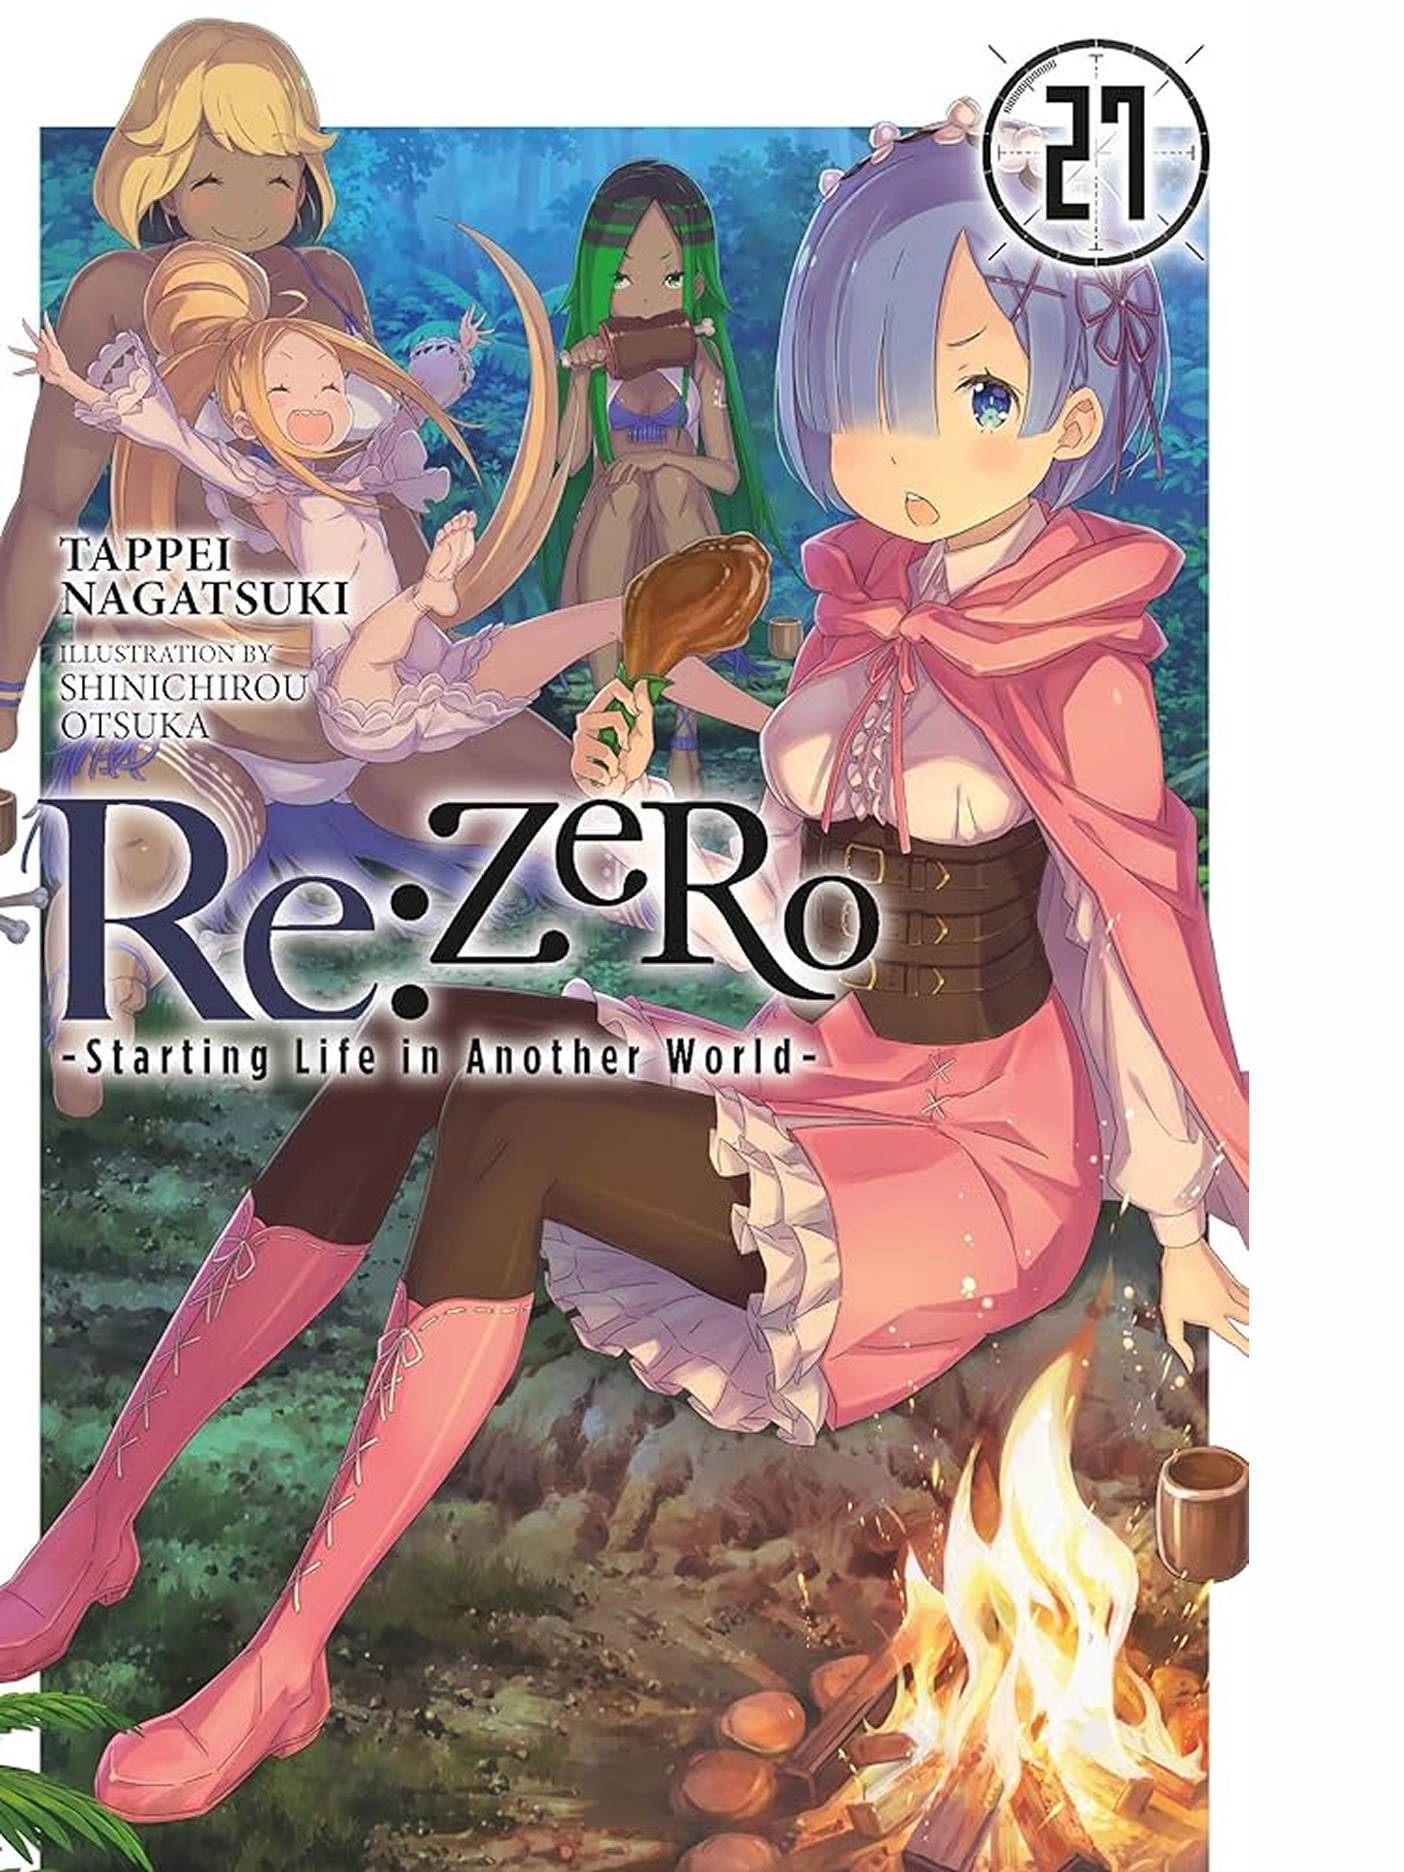 27
TAPPEI
NAGATSUKI
ILLUSTRATION BY
SHINICHIROU
OTSUKA
Re:ZeRo
-Starting Life in Another World-